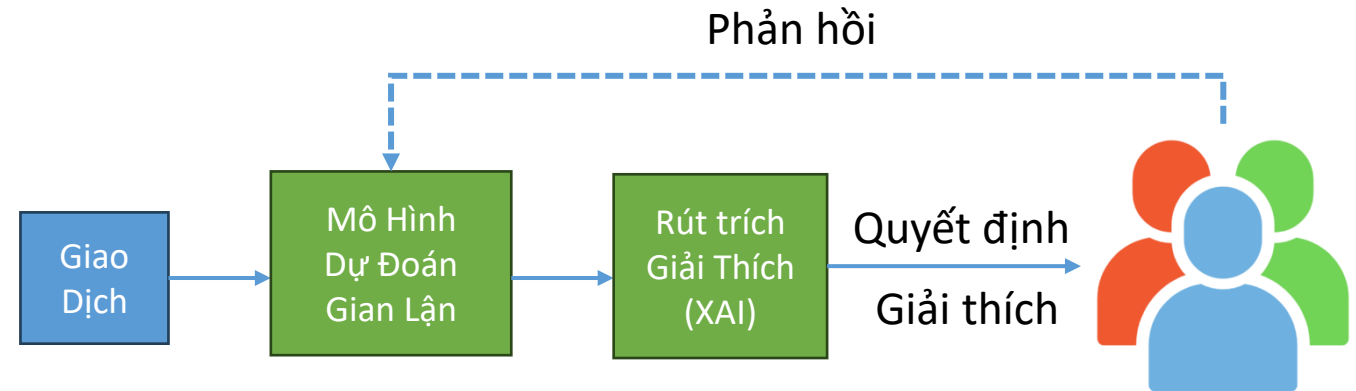 Phản hồi
Giao
Dịch
Mô Hình
Dự Đoán
Gian Lận
Rút trích
Giải Thích
(XAI)
Quyết định
Giải thích